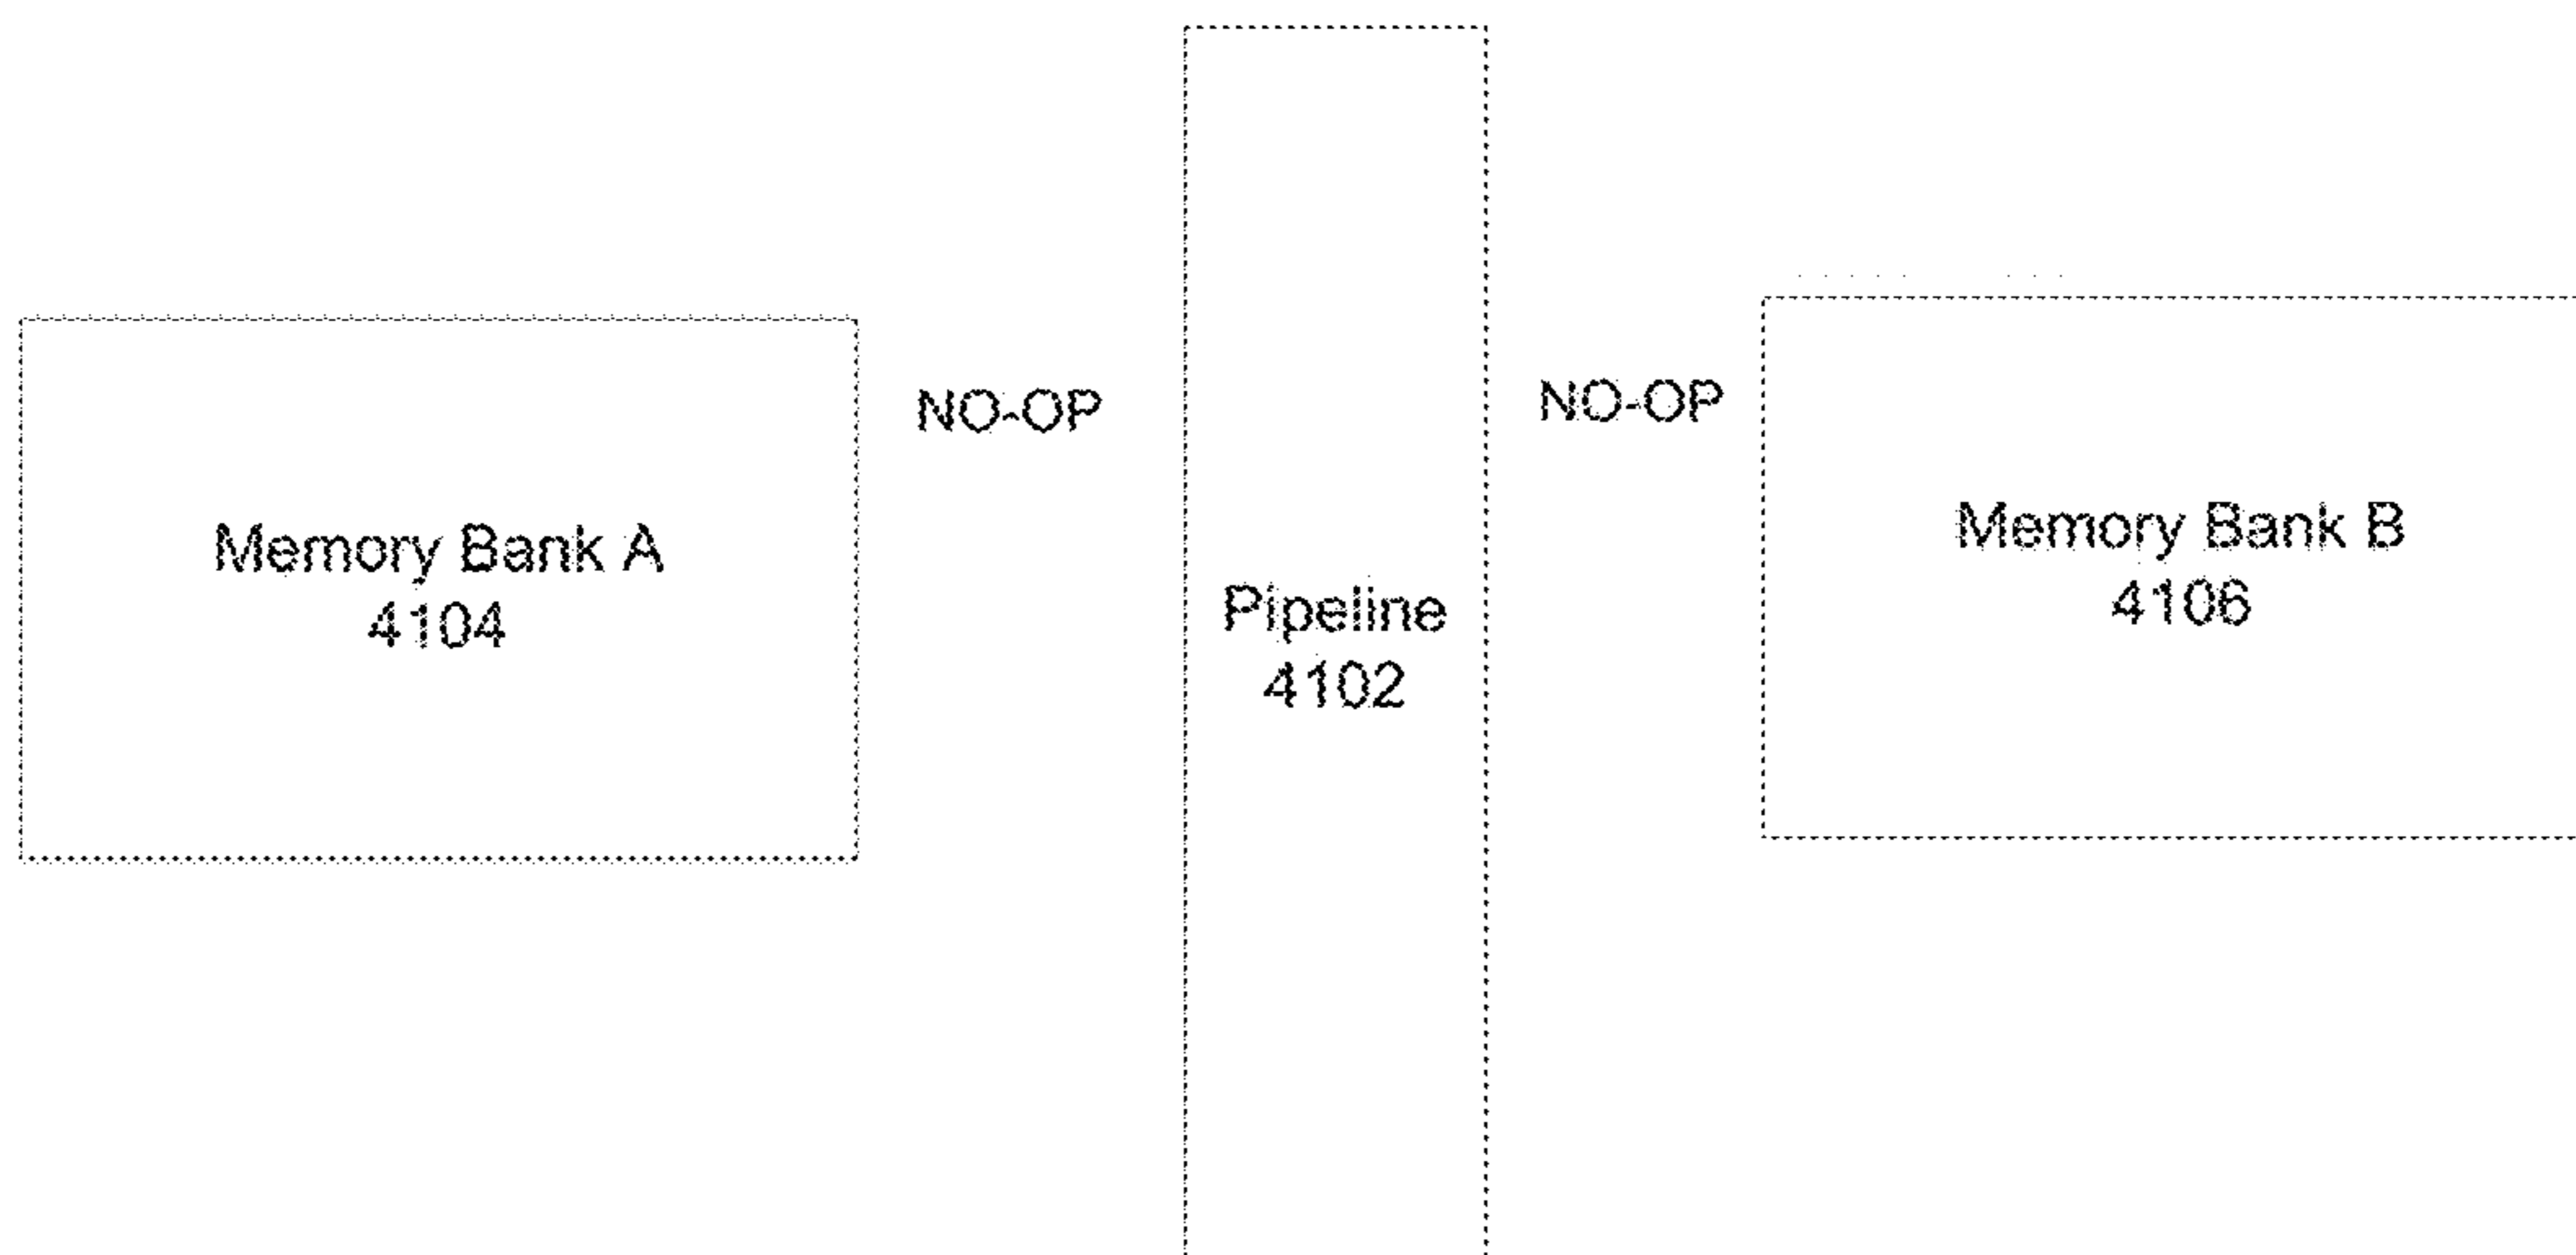 Memory Bank A
4104
NO-OP
Pipeline
4102
NO-OP
Memory Bank B
4106